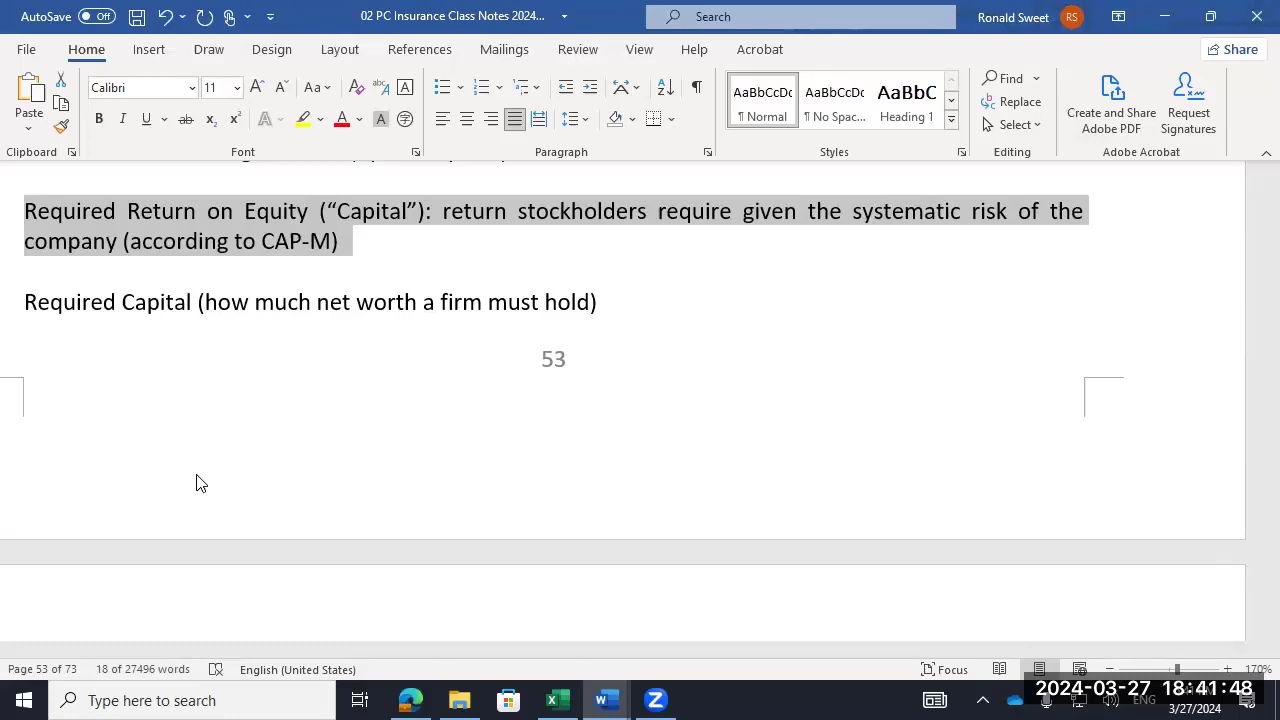 AutoSave Off 02 PC Insurance Class Notes 2024... Search Ronald Sweet RS
File Home Insert Draw Design Layout References Mailings Review View Help Acrobat Share
Paste
Clipboard
Calibri 11 A A Aa A
B I U ab x2 x2 A A A
Font
Paragraph
AaBbCcDc AaBbCcDc AaBbC
¶ Normal ¶ No Spac... Heading 1
Styles
Find
Replace
Select
Editing
Create and Share
Adobe PDF
Request
Signatures
Adobe Acrobat
Required Return on Equity (“Capital”): return stockholders require given the systematic risk of the
company (according to CAP-M)
Required Capital (how much net worth a firm must hold)
53
Page 53 of 73 18 of 27496 words English (United States) Focus 170%
Type here to search
2024-03-27 18:41:48
ENG
3/27/2024